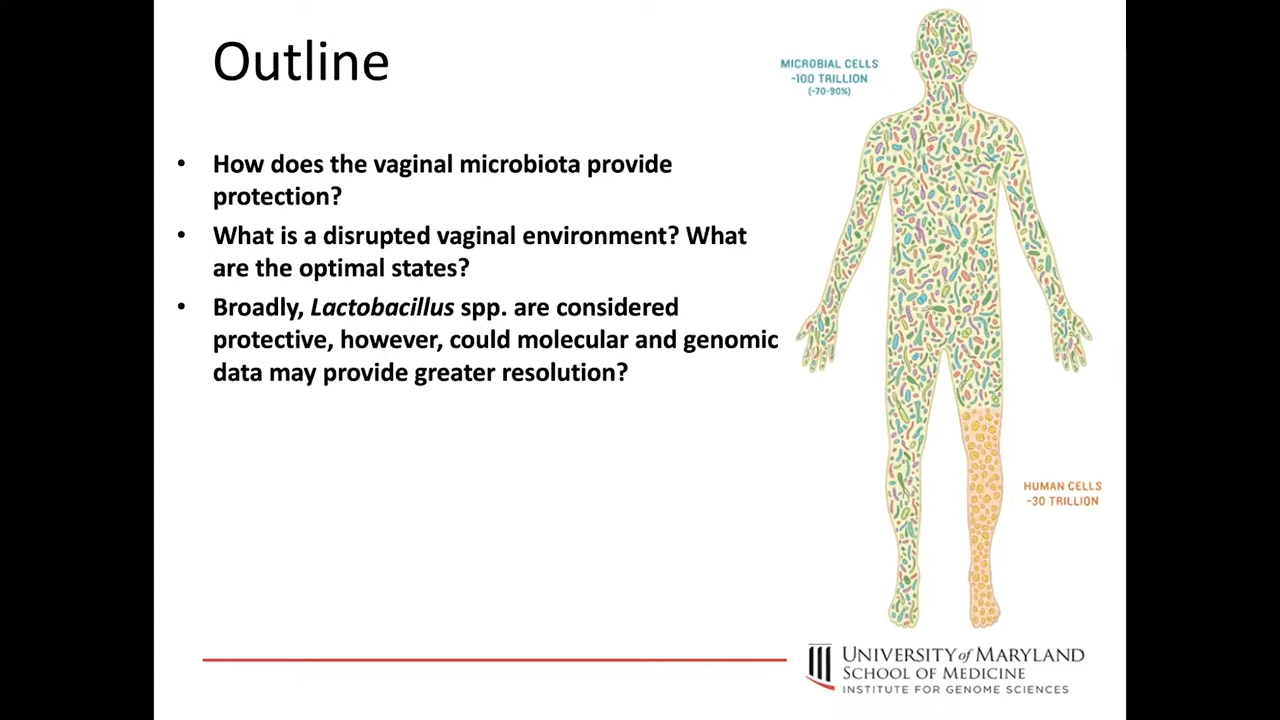 Outline
• How does the vaginal microbiota provide
protection?
• What is a disrupted vaginal environment? What
are the optimal states?
• Broadly, Lactobacillus spp. are considered
protective, however, could molecular and genomic
data may provide greater resolution?
MICROBIAL CELLS
~100 TRILLION
(~70-90%)
HUMAN CELLS
~30 TRILLION
UNIVERSITY of MARYLAND
SCHOOL OF MEDICINE
INSTITUTE FOR GENOME SCIENCES